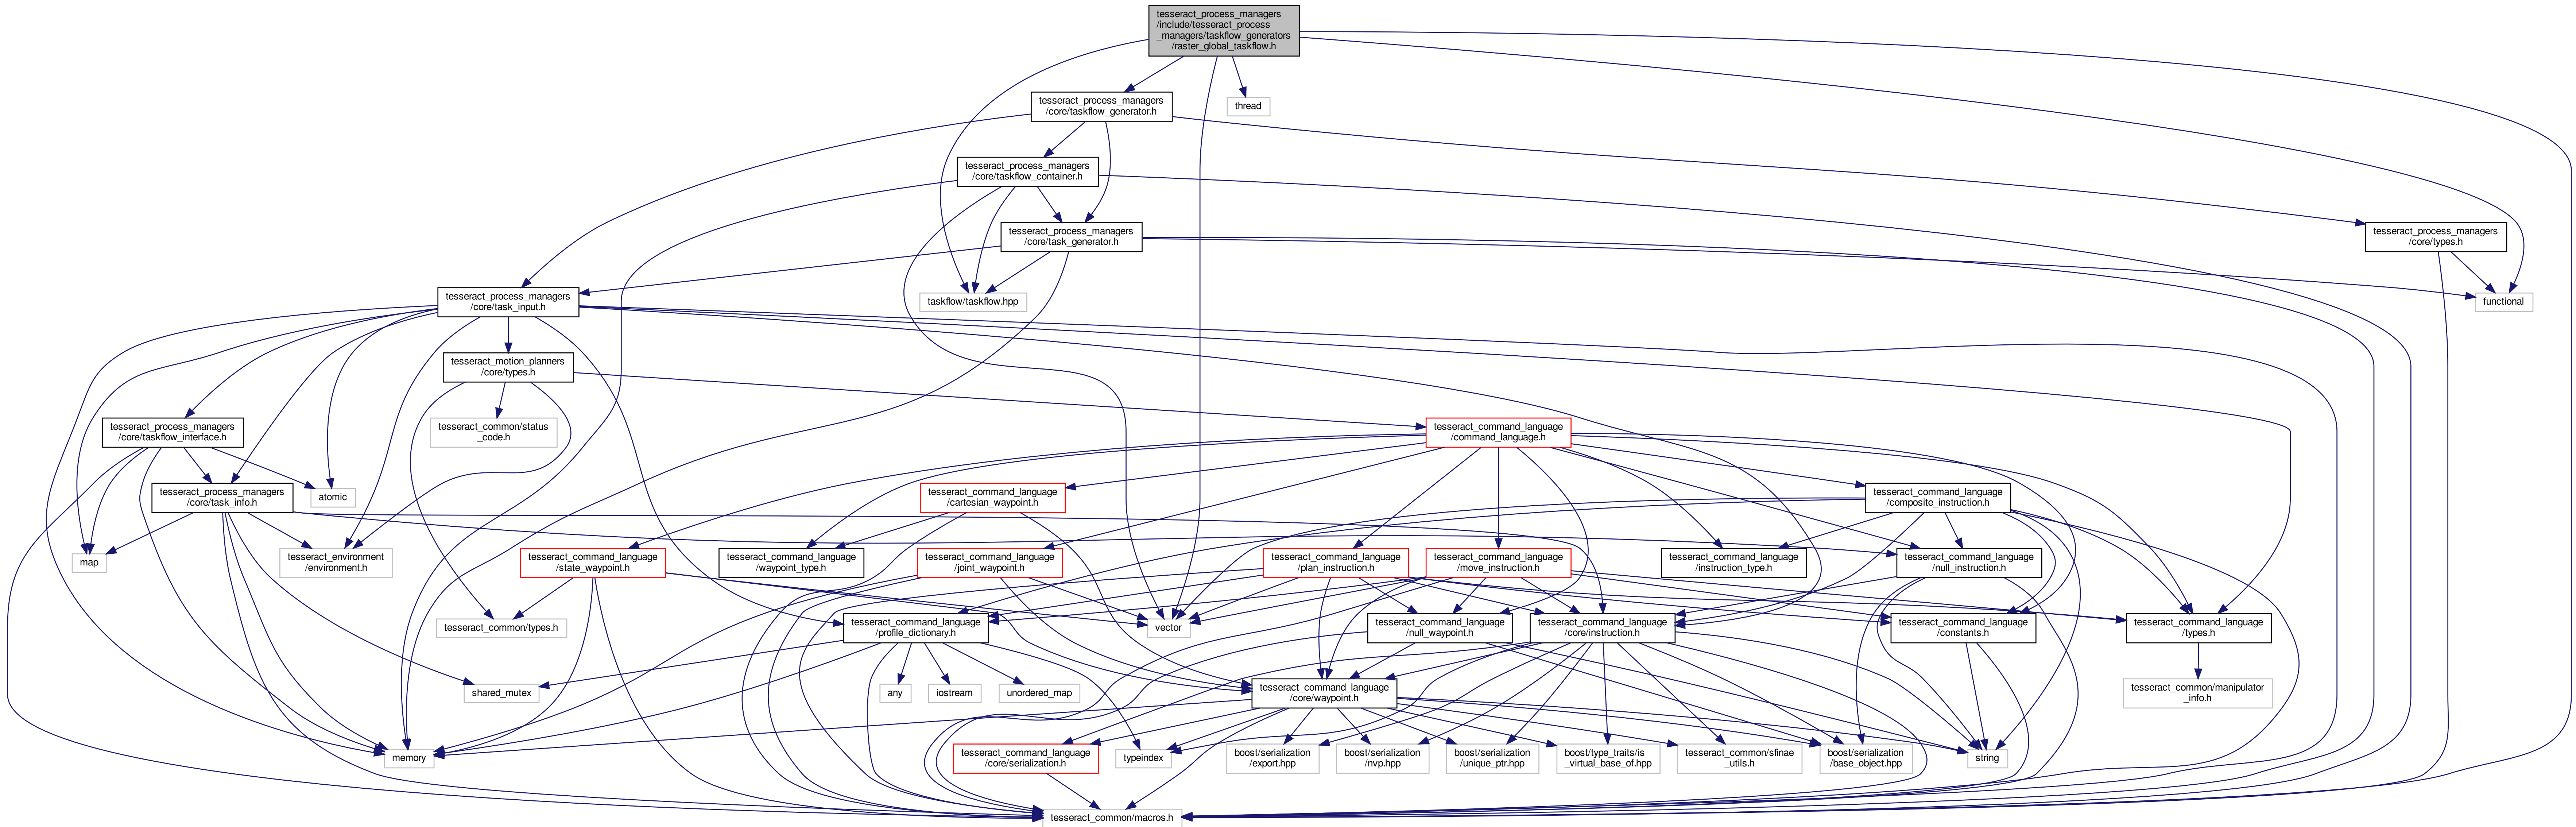 tesseract_process_managers
/include/tesseract_process
_managers/taskflow_generators
/raster_global_taskflow.h
tesseract_process_managers
/core/taskflow_generator.h
thread
tesseract_process_managers
/core/taskflow_container.h
tesseract_process_managers
/core/task_generator.h
tesseract_process_managers
/core/types.h
tesseract_process_managers
/core/task_input.h
taskflow/taskflow.hpp
functional
tesseract_motion_planners
/core/types.h
tesseract_process_managers
/core/taskflow_interface.h
tesseract_common/status
_code.h
tesseract_command_language
/command_language.h
tesseract_process_managers
/core/task_info.h
atomic
tesseract_command_language
/cartesian_waypoint.h
tesseract_command_language
/composite_instruction.h
map
tesseract_environment
/environment.h
tesseract_command_language
/state_waypoint.h
tesseract_command_language
/waypoint_type.h
tesseract_command_language
/joint_waypoint.h
tesseract_command_language
/plan_instruction.h
tesseract_command_language
/move_instruction.h
tesseract_command_language
/instruction_type.h
tesseract_command_language
/null_instruction.h
tesseract_common/types.h
tesseract_command_language
/profile_dictionary.h
vector
tesseract_command_language
/null_waypoint.h
tesseract_command_language
/core/instruction.h
tesseract_command_language
/constants.h
tesseract_command_language
/types.h
shared_mutex
any
iostream
unordered_map
tesseract_command_language
/core/waypoint.h
tesseract_common/manipulator
_info.h
memory
typeindex
tesseract_command_language
/core/serialization.h
boost/serialization
/export.hpp
boost/serialization
/nvp.hpp
boost/serialization
/unique_ptr.hpp
boost/type_traits/is
_virtual_base_of.hpp
tesseract_common/sfinae
_utils.h
boost/serialization
/base_object.hpp
string
tesseract_common/macros.h